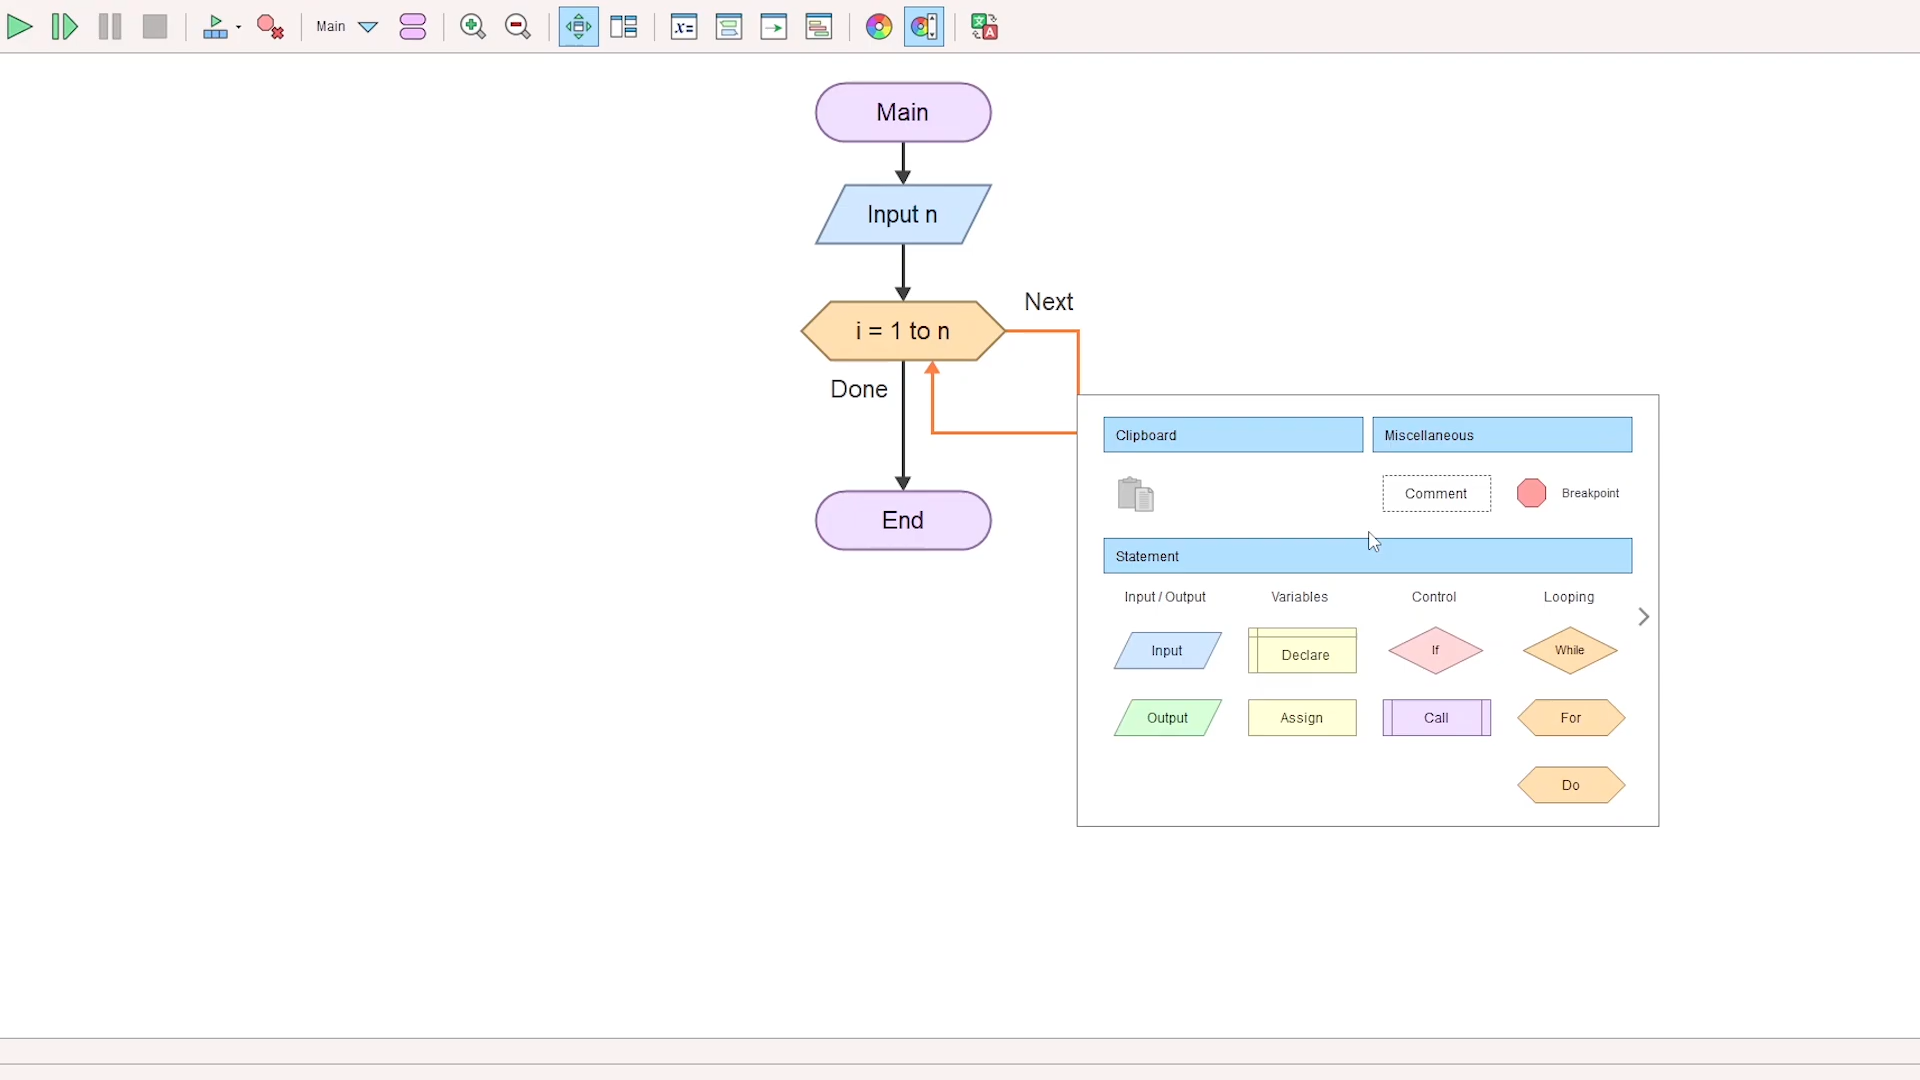 Main
x=
A
Main
Input n
i = 1 to n
Next
Done
End
Clipboard
Miscellaneous
Comment
Breakpoint
Statement
Input / Output
Variables
Control
Looping
Input
Declare
If
While
Output
Assign
Call
For
Do